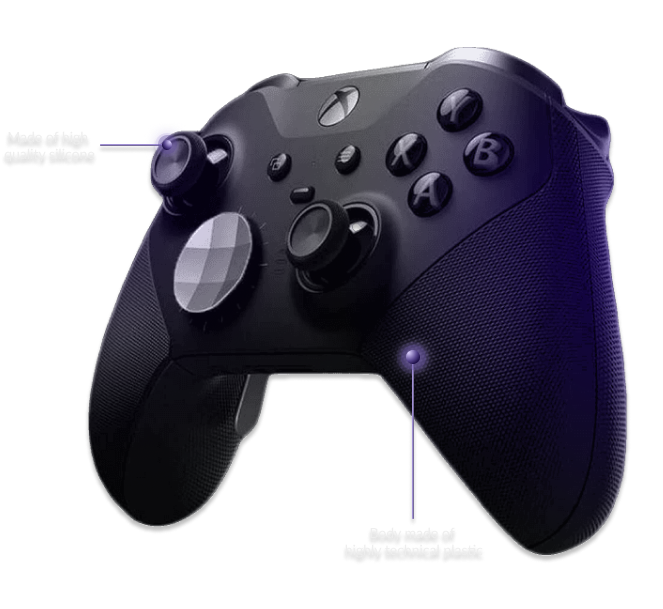 Made of high
quality silicone
Y
X
B
A
Body made of
highly technical plastic